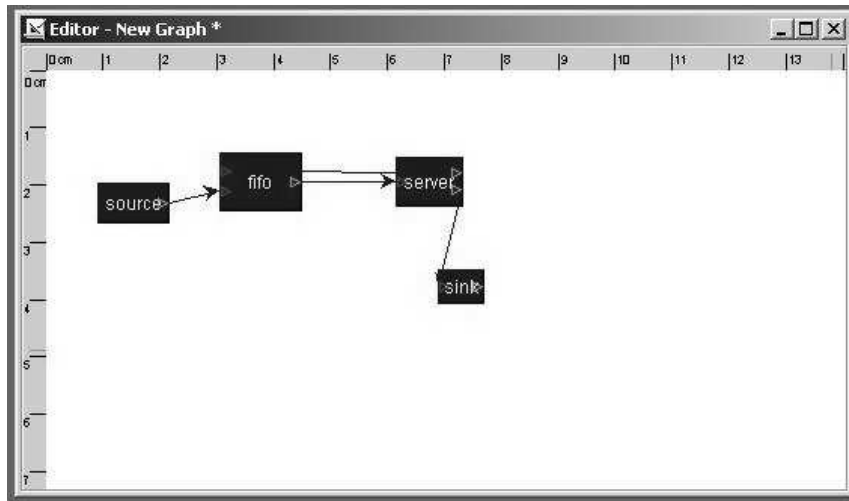 Editor - New Graph *
0 cm 1 2 3 4 5 6 7 8 9 10 11 12 13
0 cm
1
2
3
4
5
6
7
fifo
server
source
sink